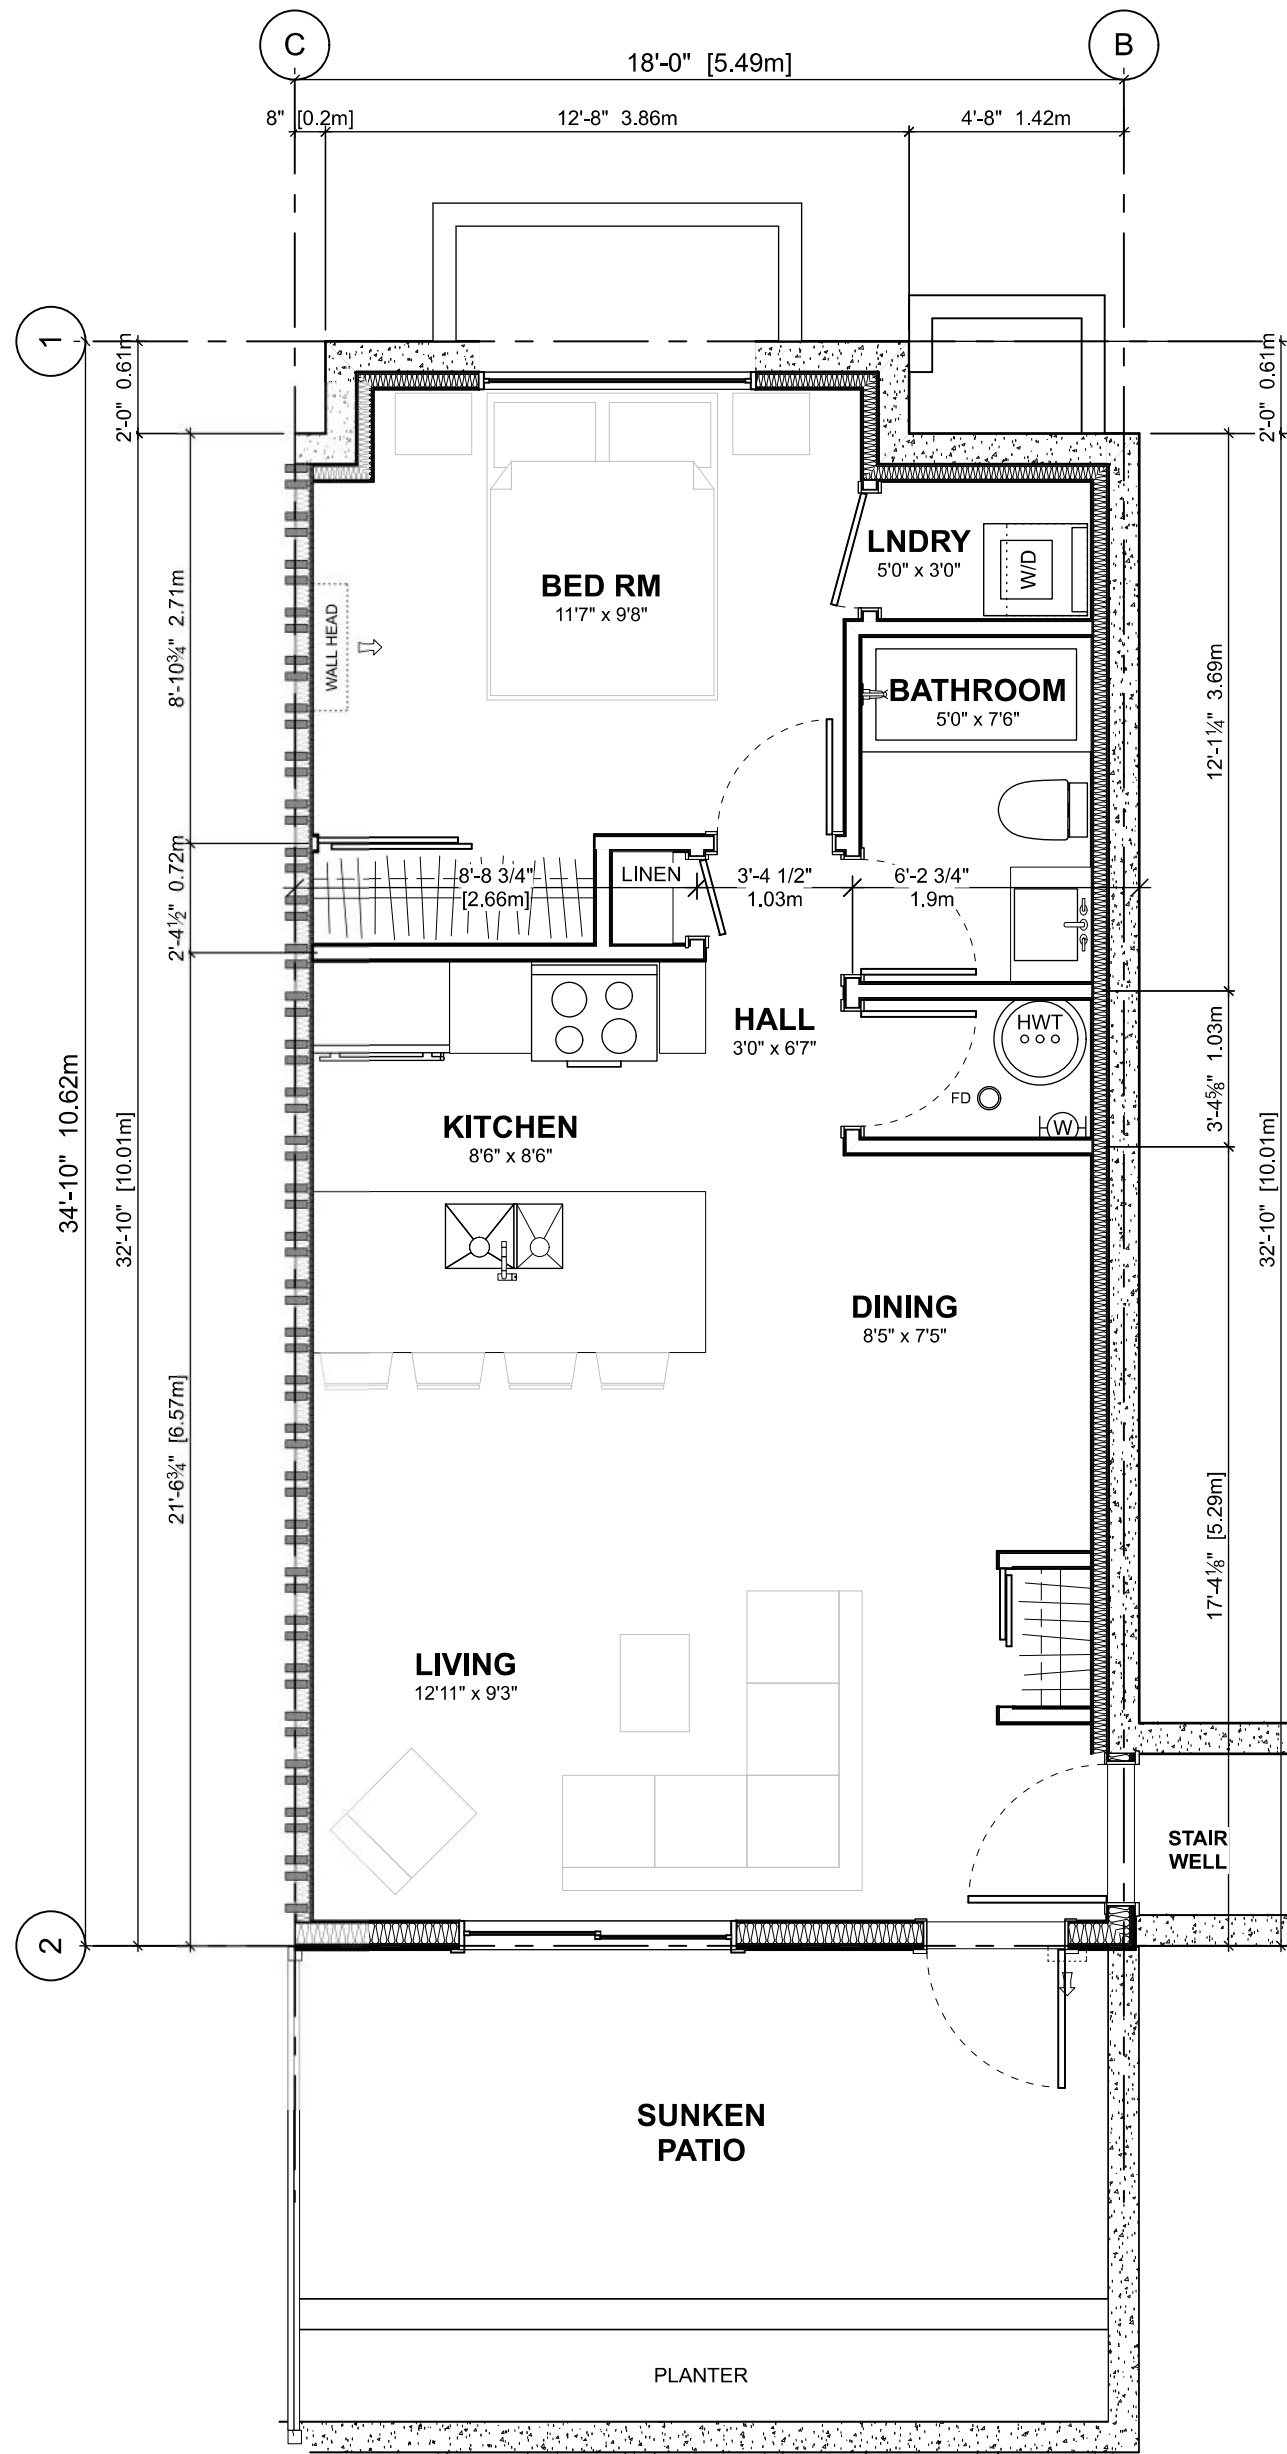 C
B
18'-0" [5.49m]
8" [0.2m]
12'-8" 3.86m
4'-8" 1.42m
1
2'-0" 0.61m
2'-0" 0.61m
LNDRY
5'0" x 3'0"
W/D
BED RM
11'7" x 9'8"
WALL HEAD
8'-10¾" 2.71m
BATHROOM
5'0" x 7'6"
12'-1¼" 3.69m
2'-4½" 0.72m
8'-8 3/4"
[2.66m]
LINEN
3'-4 1/2"
1.03m
6'-2 3/4"
1.9m
HALL
3'0" x 6'7"
HWT
FD
W
3'-4⅝" 1.03m
KITCHEN
8'6" x 8'6"
34'-10" 10.62m
32'-10" [10.01m]
32'-10" [10.01m]
DINING
8'5" x 7'5"
21'-6¾" [6.57m]
17'-4⅛" [5.29m]
LIVING
12'11" x 9'3"
STAIR
WELL
2
SUNKEN
PATIO
PLANTER